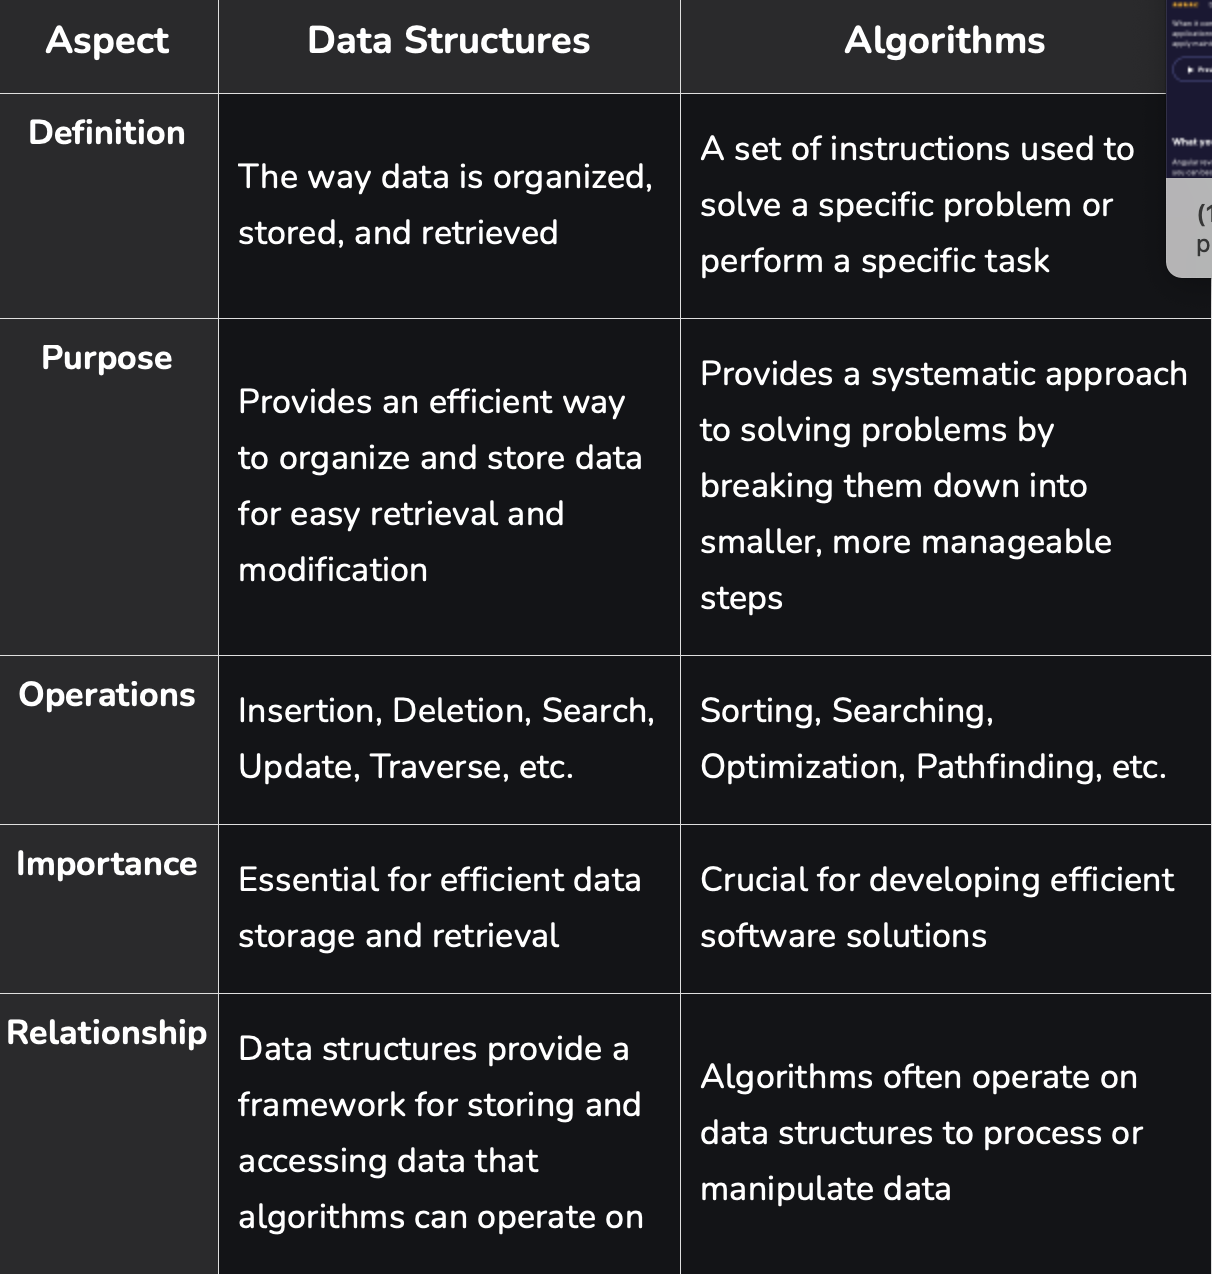 Aspect
Data Structures
Algorithms
Definition
The way data is organized,
stored, and retrieved
A set of instructions used to
solve a specific problem or
perform a specific task
Purpose
Provides an efficient way
to organize and store data
for easy retrieval and
modification
Provides a systematic approach
to solving problems by
breaking them down into
smaller, more manageable
steps
Operations
Insertion, Deletion, Search,
Update, Traverse, etc.
Sorting, Searching,
Optimization, Pathfinding, etc.
Importance
Essential for efficient data
storage and retrieval
Crucial for developing efficient
software solutions
Relationship
Data structures provide a
framework for storing and
accessing data that
algorithms can operate on
Algorithms often operate on
data structures to process or
manipulate data
What
(1
p